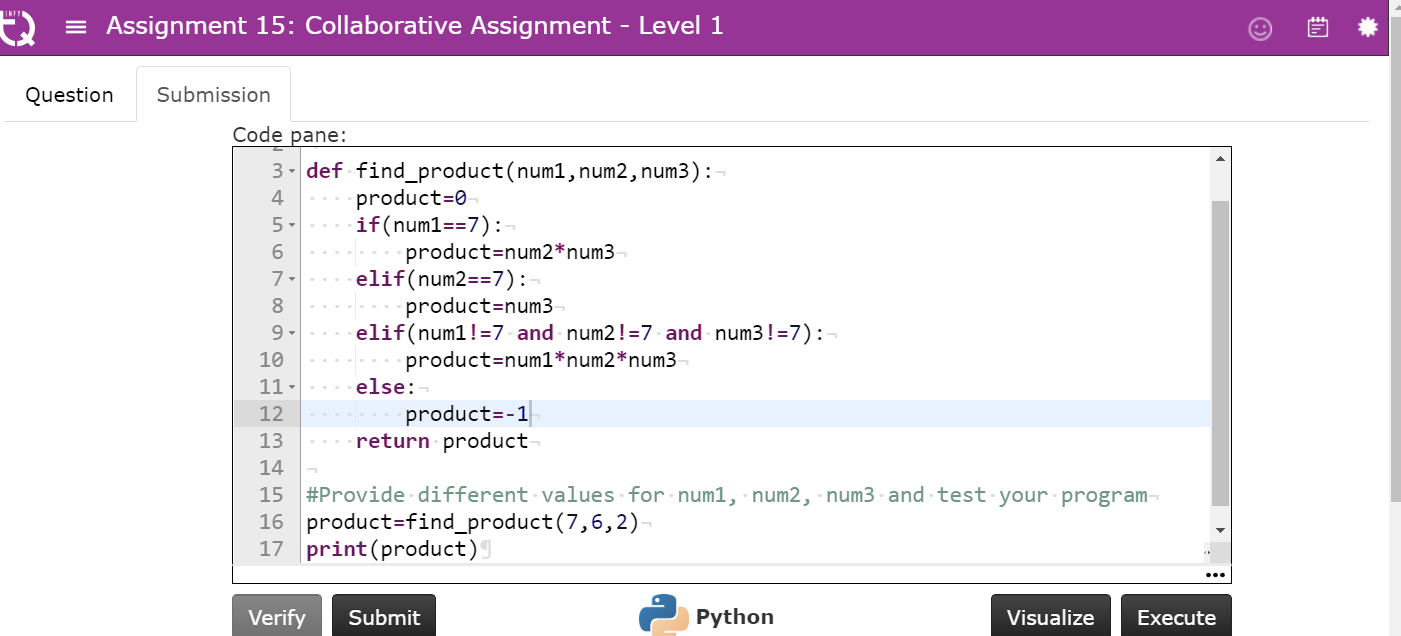 INFY
TQ
Assignment 15: Collaborative Assignment - Level 1
Question Submission
Code pane:
2
3 def find_product(num1,num2,num3):
4     product=0
5     if(num1==7):
6         product=num2*num3
7     elif(num2==7):
8         product=num3
9     elif(num1!=7 and num2!=7 and num3!=7):
10         product=num1*num2*num3
11     else:
12         product=-1
13     return product
14
15 #Provide different values for num1, num2, num3 and test your program
16 product=find_product(7,6,2)
17 print(product)
Verify Submit Python Visualize Execute